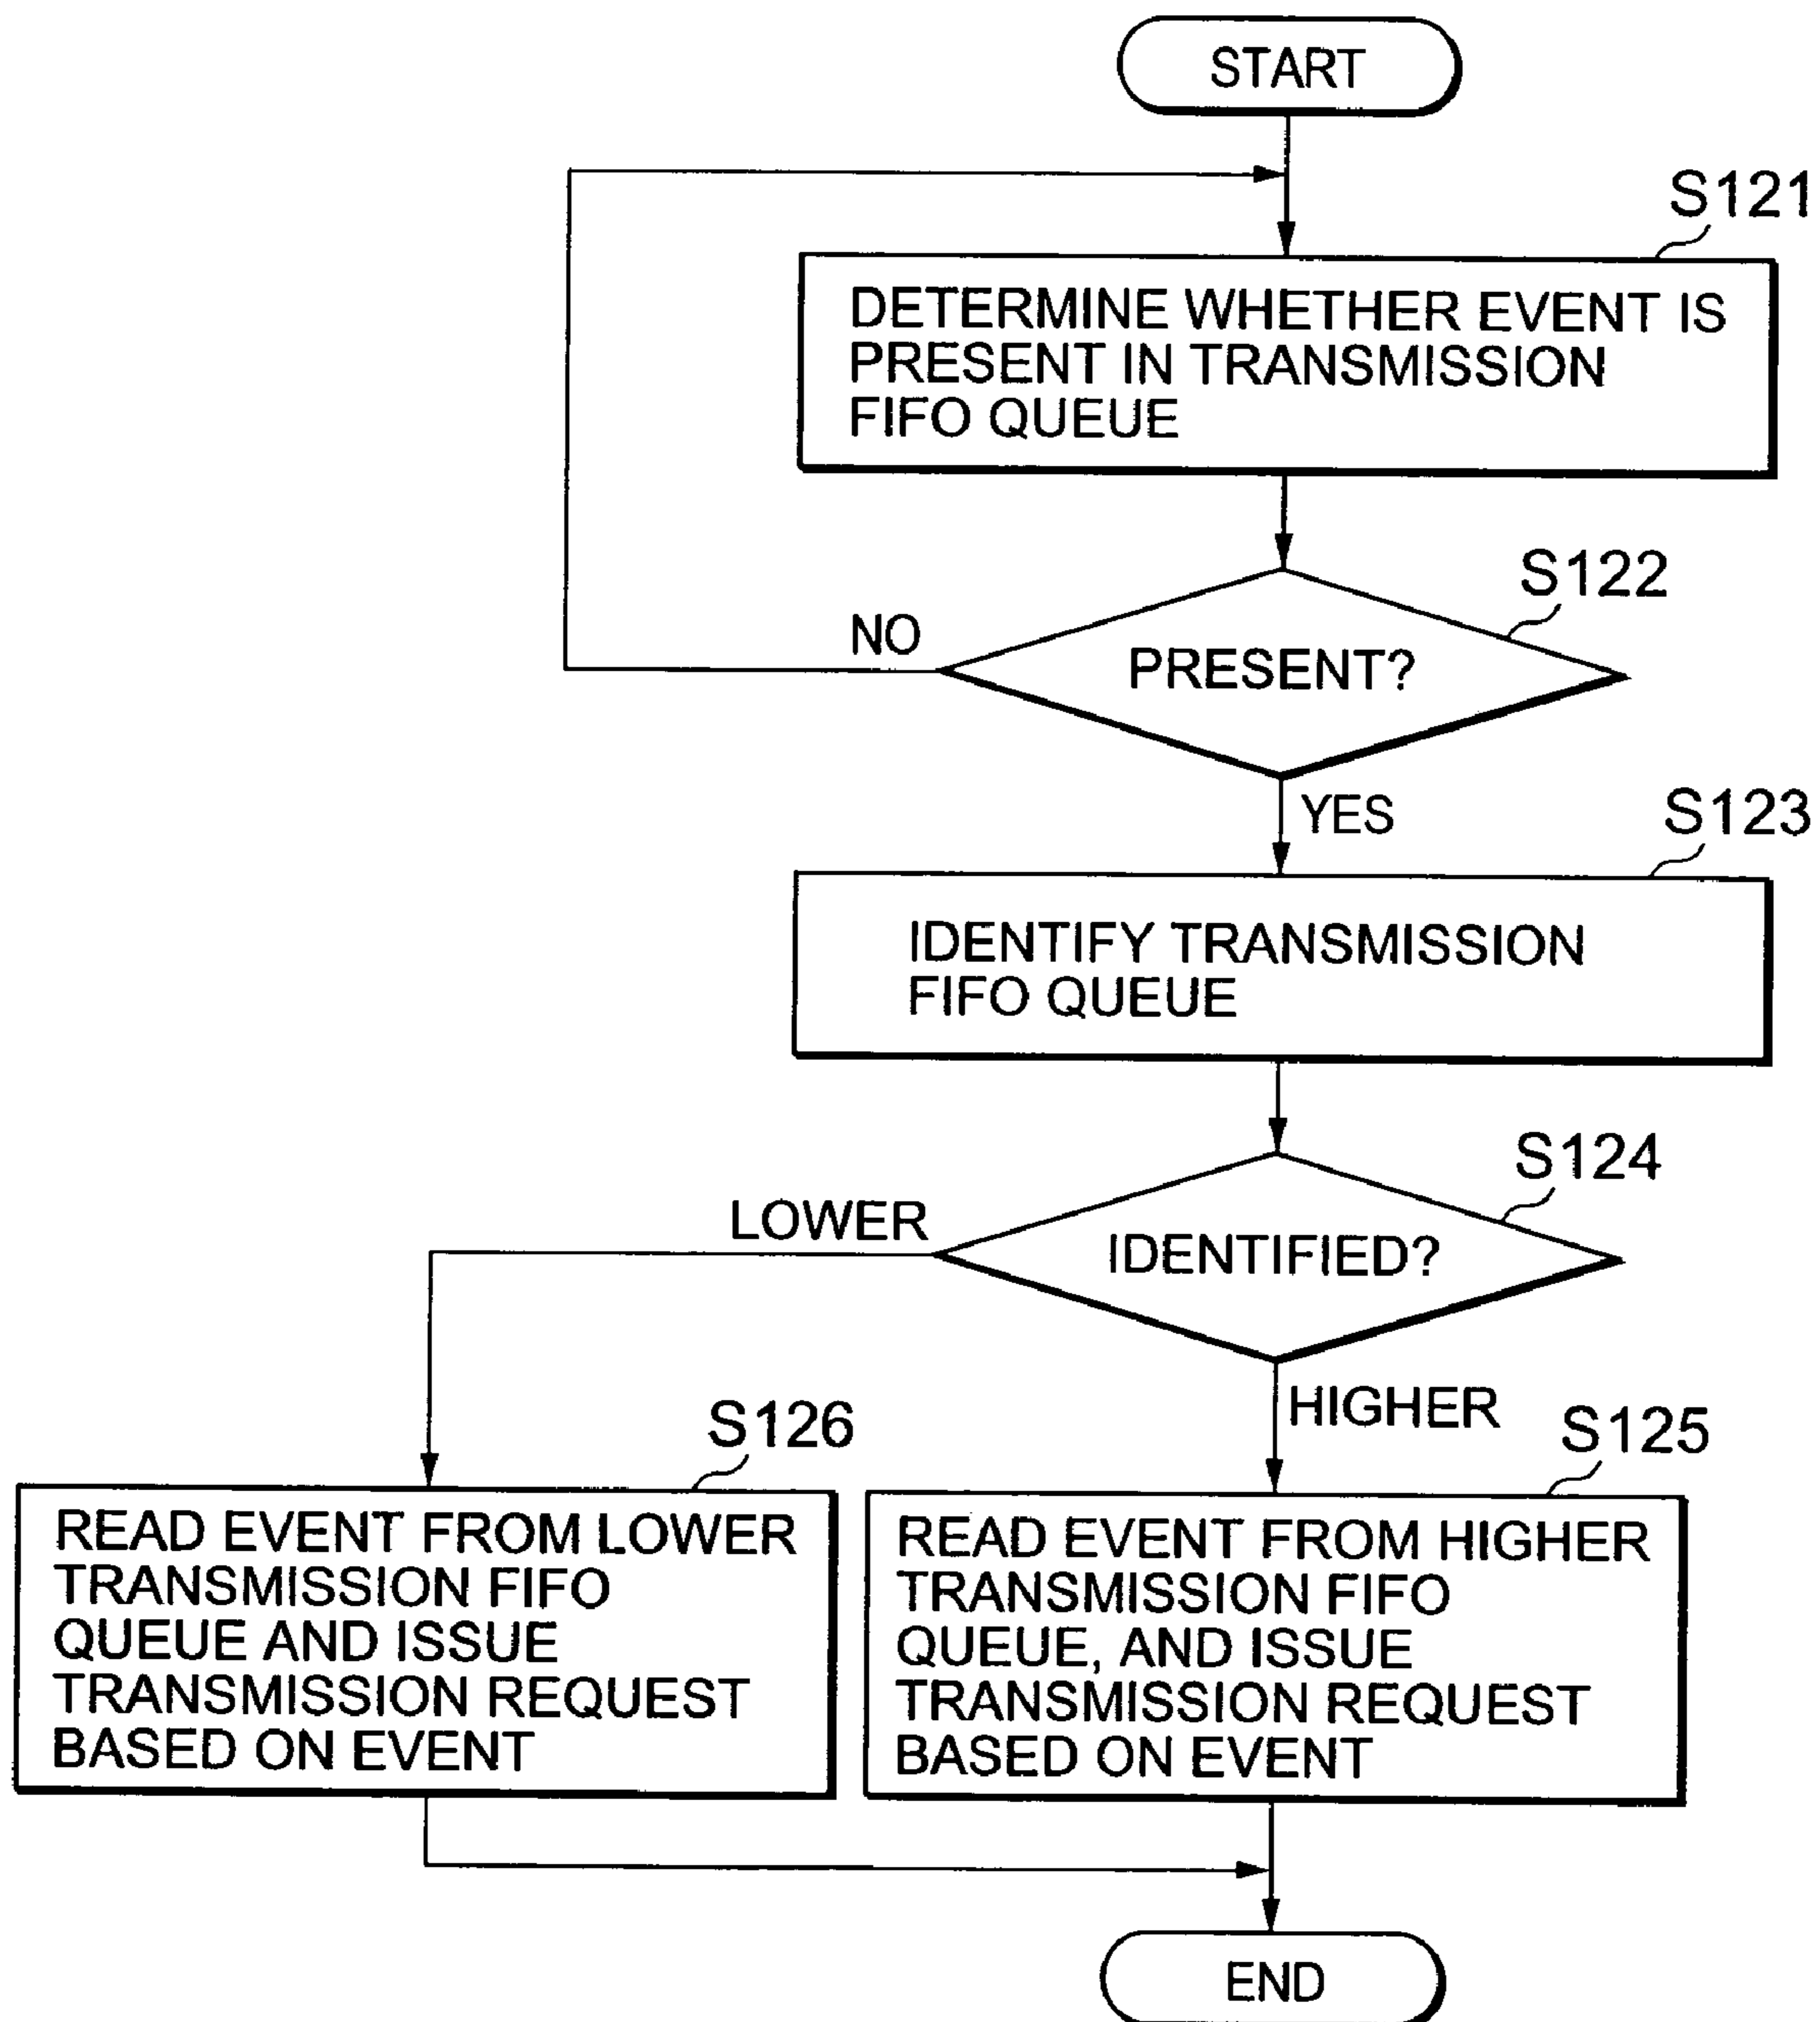 START
S121
DETERMINE WHETHER EVENT IS
PRESENT IN TRANSMISSION
FIFO QUEUE
S122
NO
PRESENT?
YES
S123
IDENTIFY TRANSMISSION
FIFO QUEUE
S124
LOWER
IDENTIFIED?
HIGHER
S126
READ EVENT FROM LOWER
TRANSMISSION FIFO
QUEUE AND ISSUE
TRANSMISSION REQUEST
BASED ON EVENT
S125
READ EVENT FROM HIGHER
TRANSMISSION FIFO
QUEUE, AND ISSUE
TRANSMISSION REQUEST
BASED ON EVENT
END